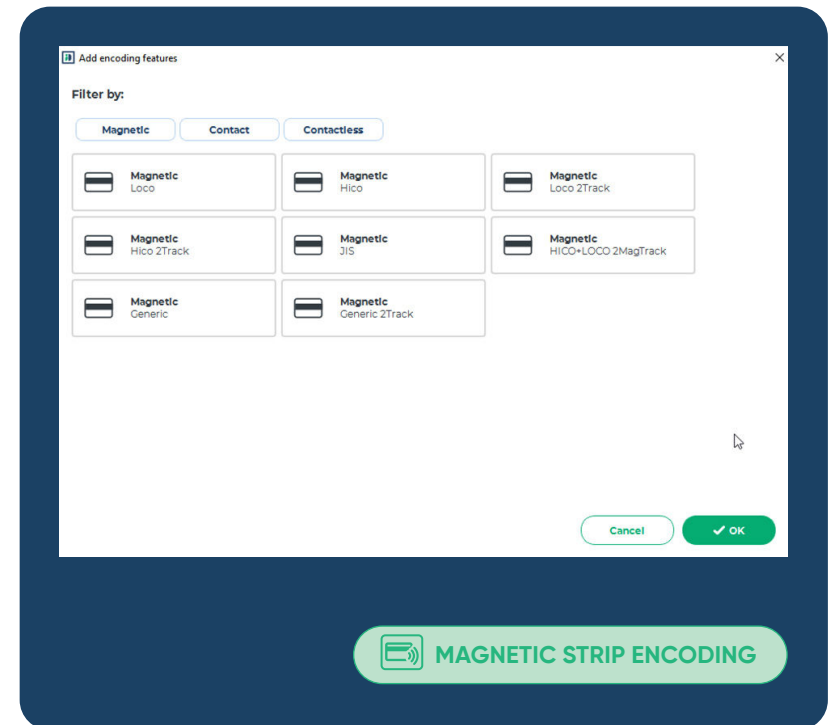 Add encoding features
Filter by:
Magnetic Contact Contactless
Magnetic
Loco
Magnetic
Hico
Magnetic
Loco 2Track
Magnetic
Hico 2Track
Magnetic
JIS
Magnetic
HICO+LOCO 2MagTrack
Magnetic
Generic
Magnetic
Generic 2Track
Cancel OK
MAGNETIC STRIP ENCODING